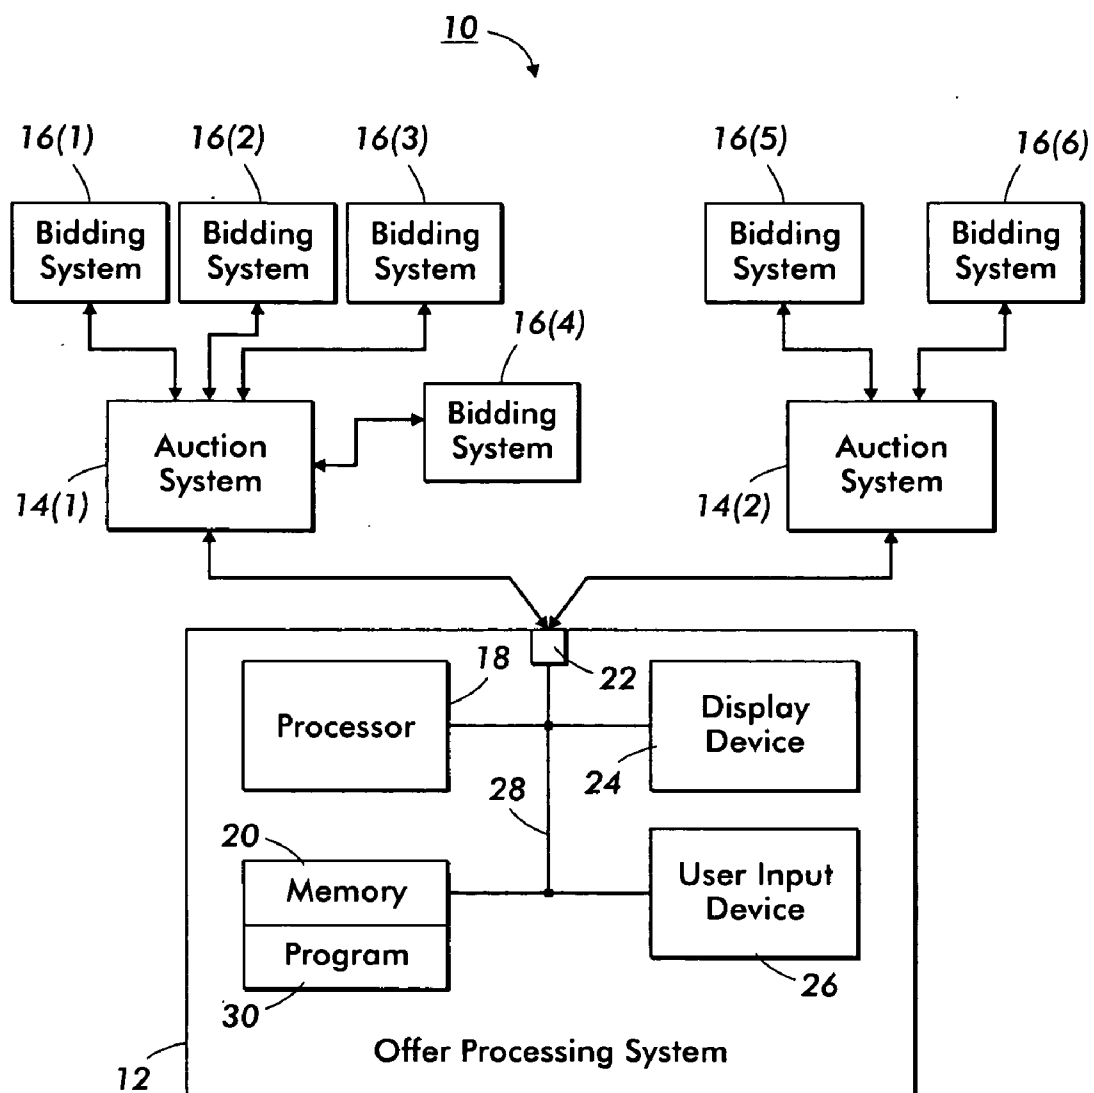 10
16(1)
16(2)
16(3)
16(5)
16(6)
Bidding
System
Bidding
System
Bidding
System
Bidding
System
Bidding
System
16(4)
Bidding
System
Auction
System
14(1)
Auction
System
14(2)
18
22
Processor
Display
Device
24
28
20
Memory
User Input
Device
Program
30
26
Offer Processing System
12